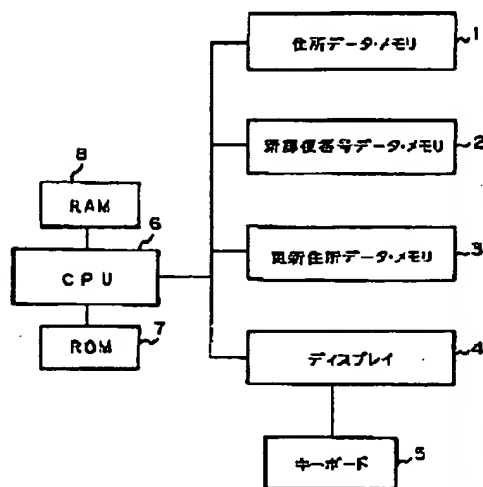 住所データ・メモリ
1
新郵便番号データ・メモリ
2
8
RAM
6
CPU
更新住所データ・メモリ
3
7
ROM
ディスプレイ
4
キーボード
5